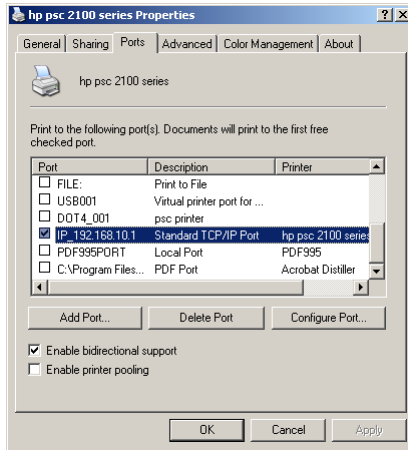 hp psc 2100 series Properties
General Sharing Ports Advanced Color Management About
hp psc 2100 series
Print to the following port(s). Documents will print to the first free
checked port.
Port Description Printer
FILE: Print to File
USB001 Virtual printer port for ...
DOT4_001 psc printer
IP_192.168.10.1 Standard TCP/IP Port hp psc 2100 series
PDF995PORT Local Port PDF995
C:\Program Files... PDF Port Acrobat Distiller
Add Port... Delete Port Configure Port...
Enable bidirectional support
Enable printer pooling
OK Cancel Apply